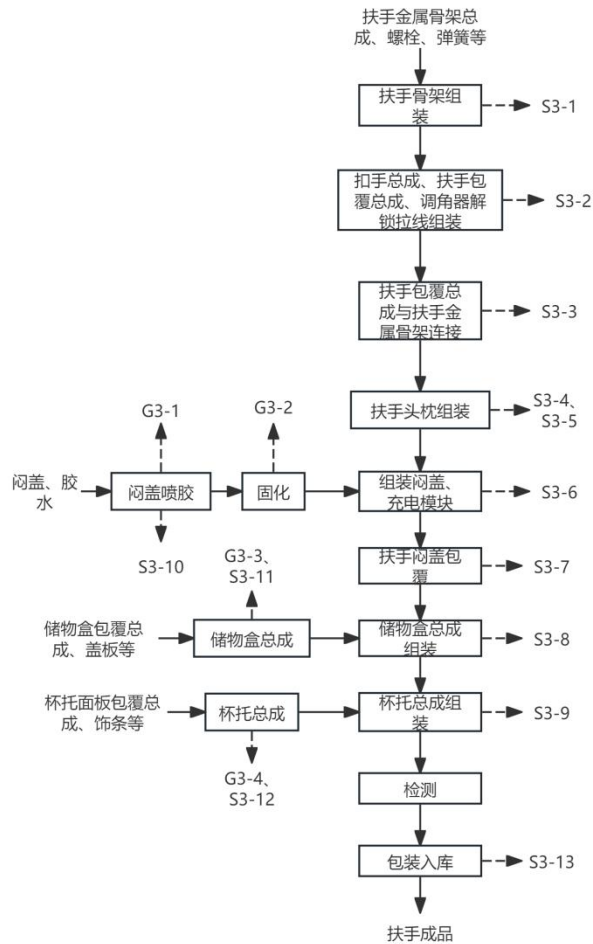 扶手金属骨架总
成、螺栓、弹簧等
扶手骨架组
装
S3-1
扣手总成、扶手包
覆总成、调角器解
锁拉线组装
S3-2
扶手包覆总
成与扶手金
属骨架连接
S3-3
扶手头枕组装
S3-4、
S3-5
G3-1
G3-2
闷盖、胶
水
闷盖喷胶
固化
组装闷盖、
充电模块
S3-6
S3-10
扶手闷盖包
覆
S3-7
G3-3、
S3-11
储物盒包覆总
成、盖板等
储物盒总成
储物盒总成
组装
S3-8
杯托面板包覆总
成、饰条等
杯托总成
杯托总成组
装
S3-9
G3-4、
S3-12
检测
包装入库
S3-13
扶手成品